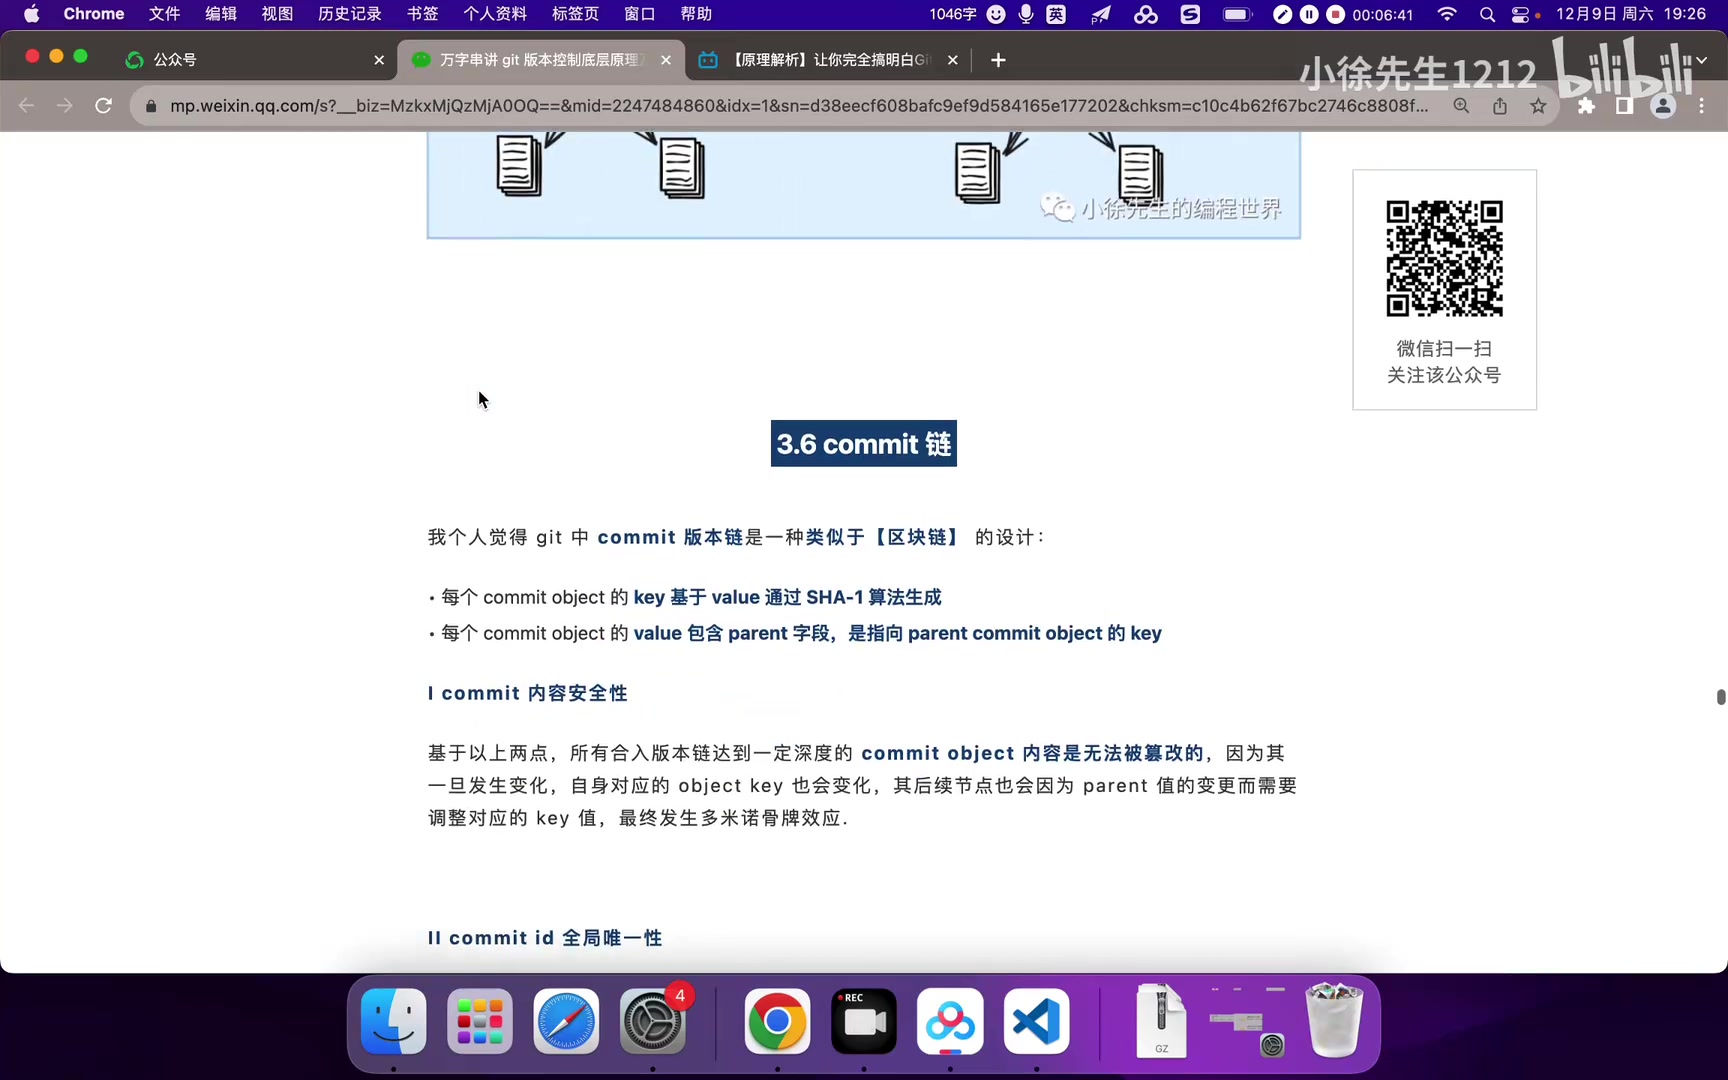 Chrome 文件 编辑 视图 历史记录 书签 个人资料 标签页 窗口 帮助
1046字 英 00:06:41 12月9日 周六 19:26
公众号
万字串讲 git 版本控制底层原理
【原理解析】让你完全搞明白Gi
小徐先生1212 bilibili
mp.weixin.qq.com/s?__biz=MzkxMjQzMjA0OQ==&mid=2247484860&idx=1&sn=d38eecf608bafc9ef9d584165e177202&chksm=c10c4b62f67bc2746c8808f...
小徐先生的编程世界
微信扫一扫
关注该公众号
3.6 commit 链
我个人觉得 git 中 commit 版本链是一种类似于【区块链】 的设计：
• 每个 commit object 的 key 基于 value 通过 SHA-1 算法生成
• 每个 commit object 的 value 包含 parent 字段，是指向 parent commit object 的 key
I commit 内容安全性
基于以上两点，所有合入版本链达到一定深度的 commit object 内容是无法被篡改的，因为其
一旦发生变化，自身对应的 object key 也会变化，其后续节点也会因为 parent 值的变更而需要
调整对应的 key 值，最终发生多米诺骨牌效应.
II commit id 全局唯一性
4
REC
GZ